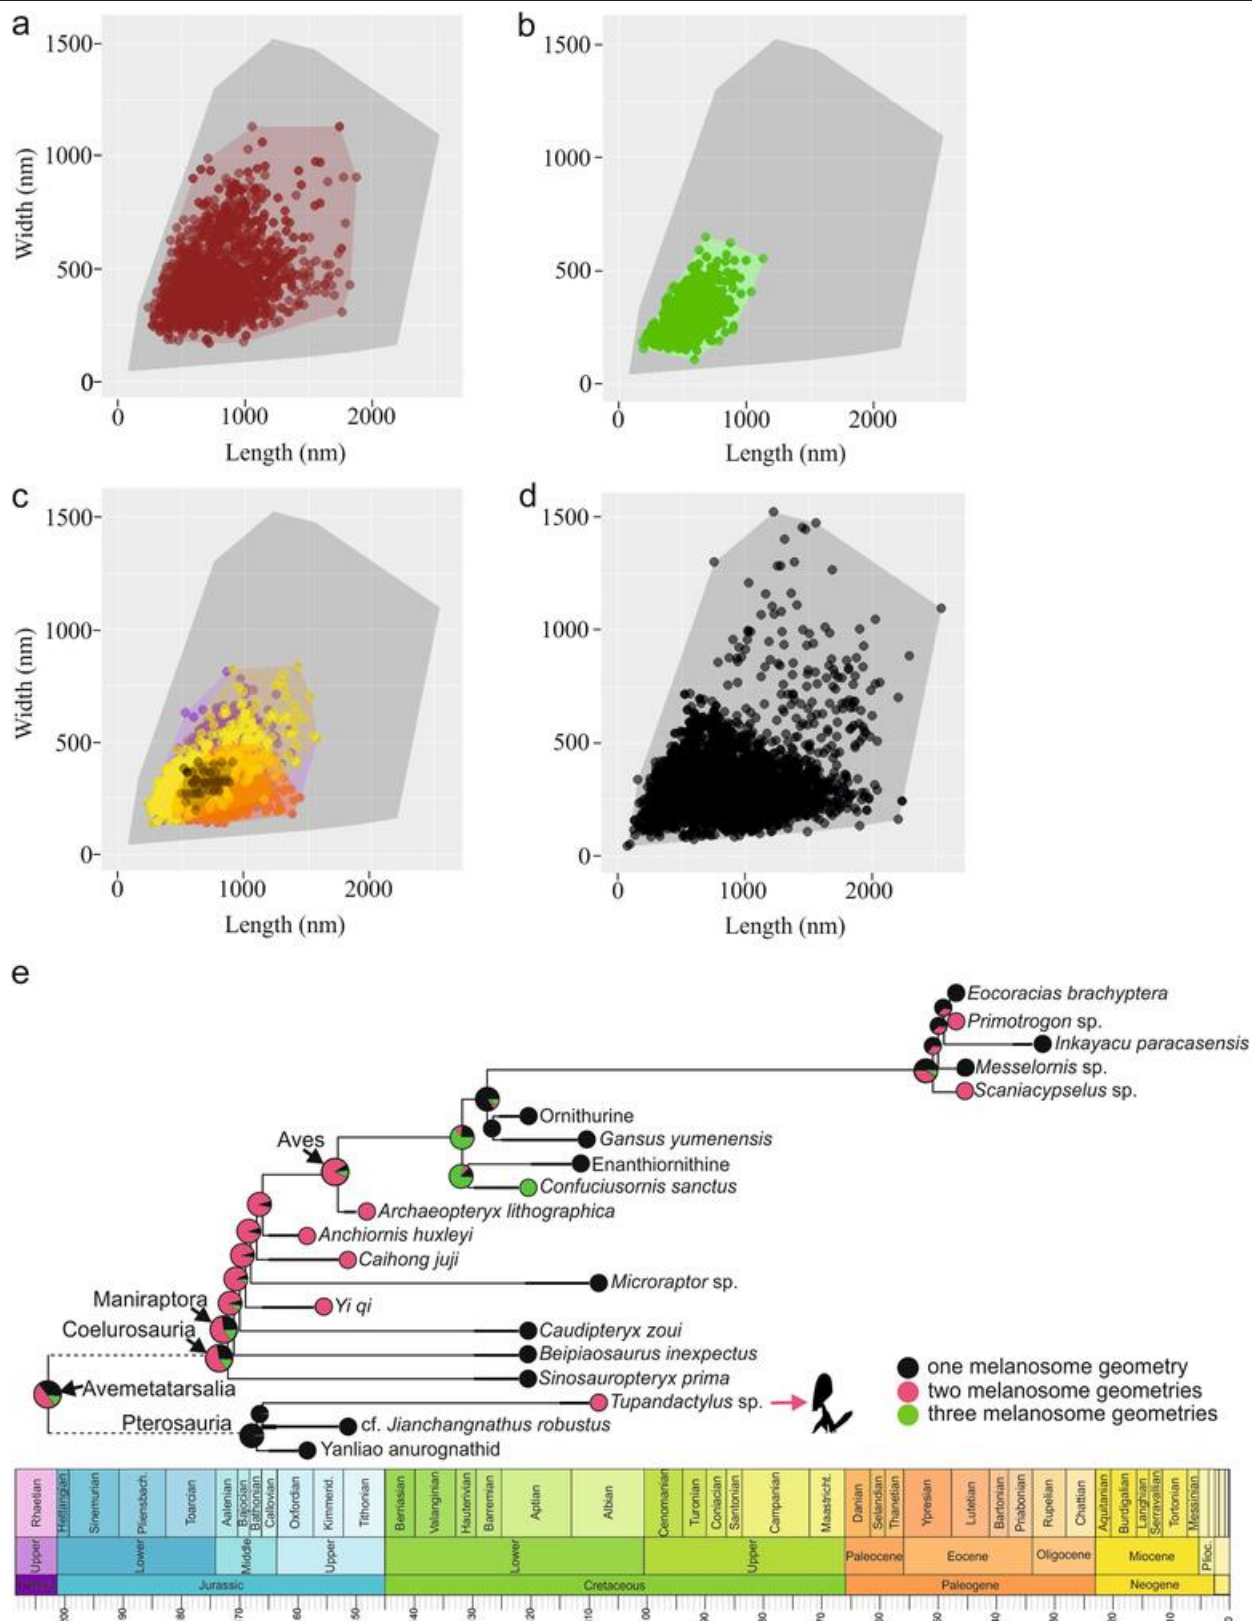 a
b
1500
1000
500
0
Width (nm)
0 1000 2000
Length (nm)
1500
1000
500
0
0 1000 2000
Length (nm)
c
d
1500
1000
500
0
Width (nm)
0 1000 2000
Length (nm)
1500
1000
500
0
0 1000 2000
Length (nm)
e
Eocoracias brachyptera
Primotrogon sp.
Inkayacu paracasensis
Messelornis sp.
Scaniacypselus sp.
Ornithurine
Aves
Gansus yumenensis
Enanthiornithine
Confuciusornis sanctus
Archaeopteryx lithographica
Anchiornis huxleyi
Caihong juji
Microraptor sp.
Maniraptora
Yi qi
Coelurosauria
Caudipteryx zoui
Beipiaosaurus inexpectus
Sinosauropteryx prima
Avemetatarsalia
Tupandactylus sp.
Pterosauria
cf. Jianchangnathus robustus
Yanliao anurognathid
one melanosome geometry
two melanosome geometries
three melanosome geometries
Rhaetian Hettangian Sinemurian Pliensbach. Toarcian Aalenian Bajocian Bathonian Callovian Oxfordian Kimmerid. Tithonian Berriasian Valanginian Hauterivian Barremian Aptian Albian Cenomanian Turonian Coniacian Santonian Campanian Maastricht. Danian Selandian Thanetian Ypresian Lutetian Bartonian Priabonian Rupelian Chattian Aquitanian Burdigalian Langhian Serravallian Tortonian Messinian
Upper Lower Middle Upper Lower Upper Paleocene Eocene Oligocene Miocene Plioc.
Jurassic Cretaceous Paleogene Neogene